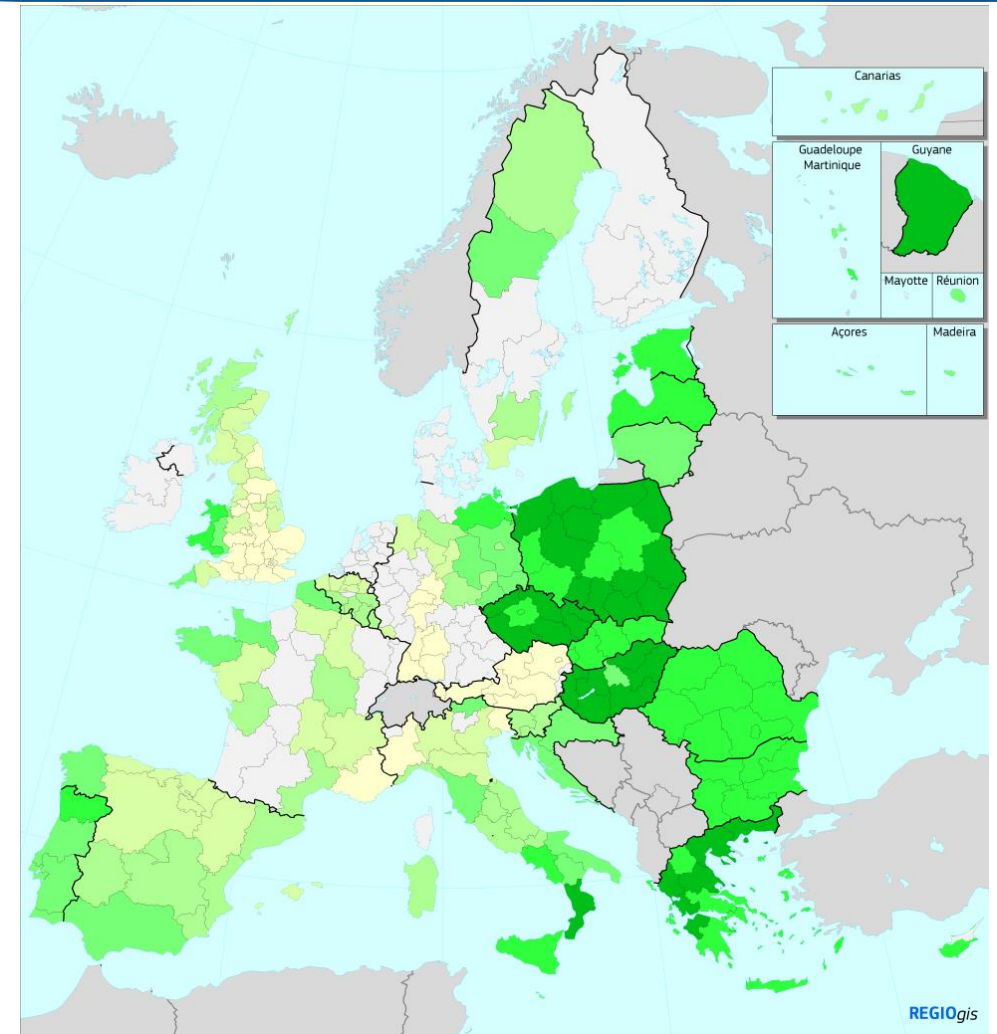 Canarias
Guadeloupe
Martinique
Guyane
Mayotte
Réunion
Açores
Madeira
REGIOgis